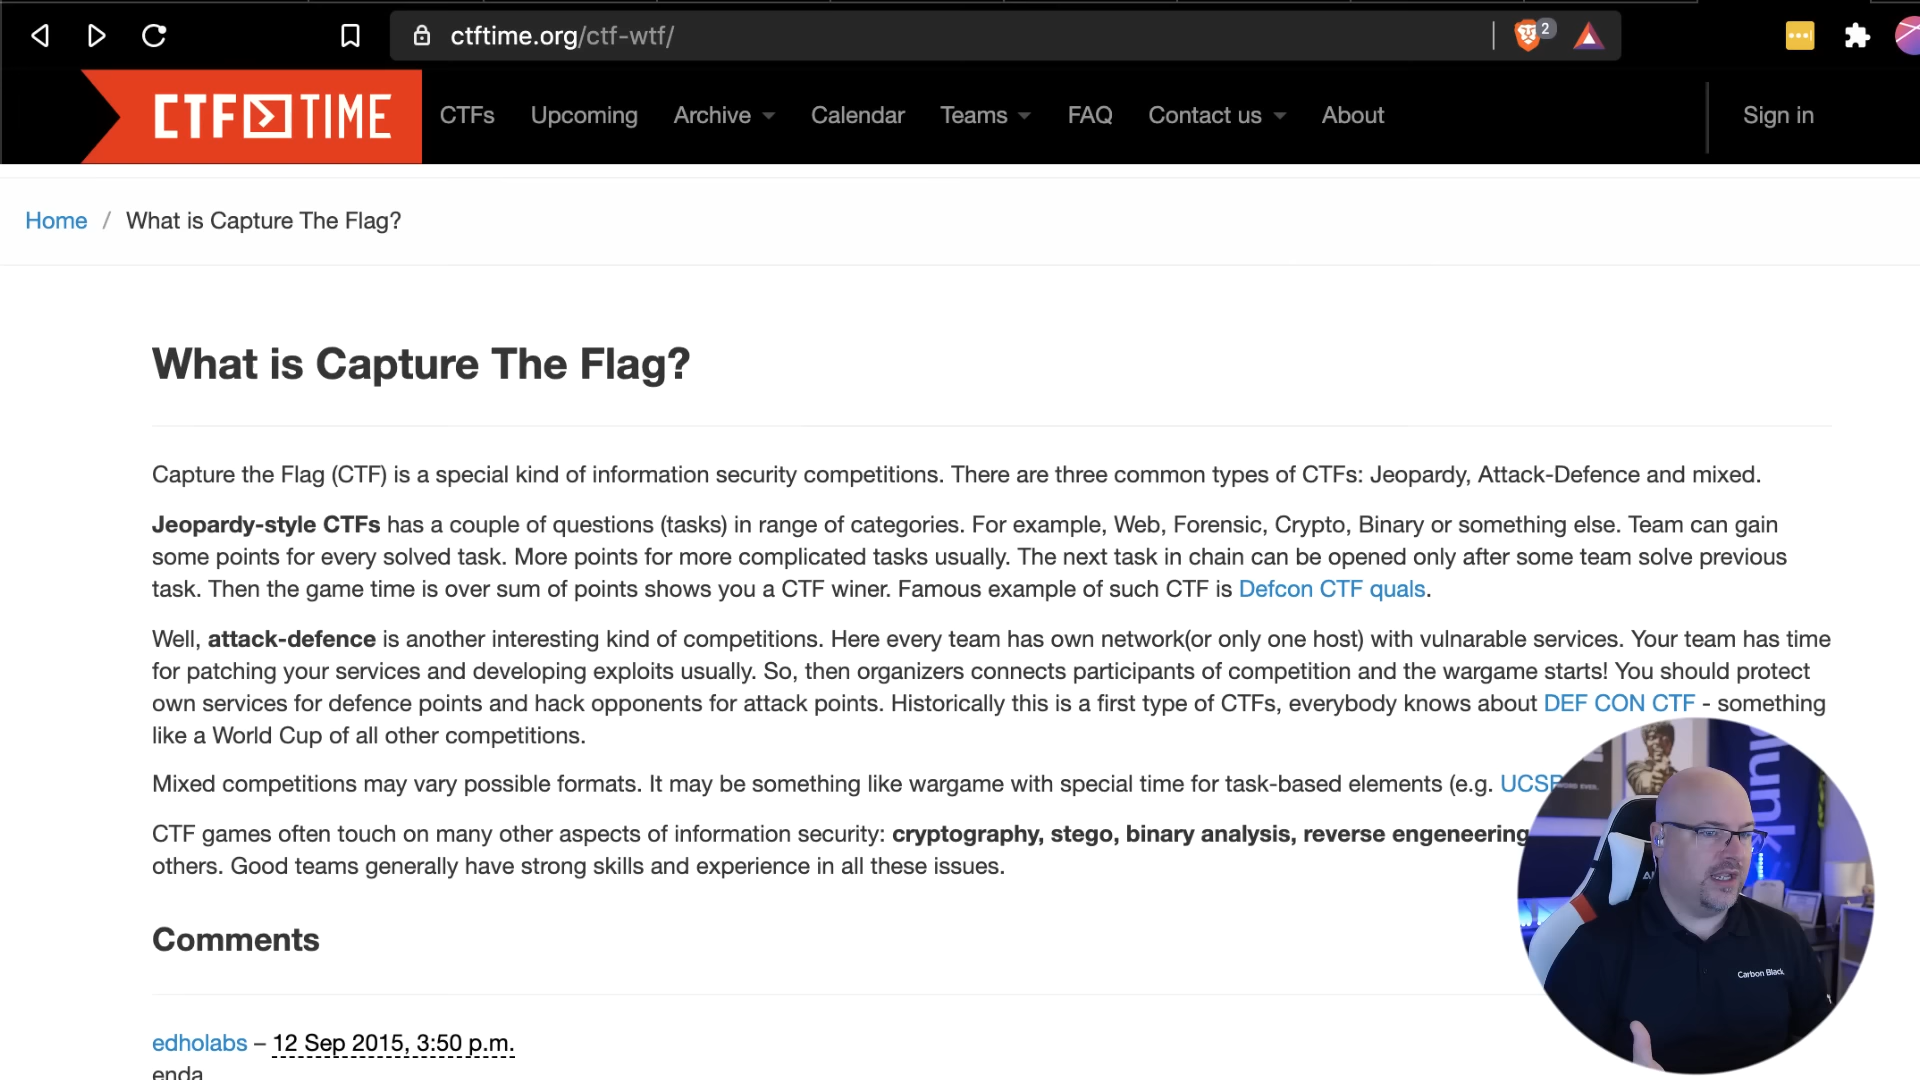 ctftime.org/ctf-wtf/
2
CTF TIME
CTFs Upcoming Archive Calendar Teams FAQ Contact us About Sign in
Home / What is Capture The Flag?
What is Capture The Flag?
Capture the Flag (CTF) is a special kind of information security competitions. There are three common types of CTFs: Jeopardy, Attack-Defence and mixed.
Jeopardy-style CTFs has a couple of questions (tasks) in range of categories. For example, Web, Forensic, Crypto, Binary or something else. Team can gain
some points for every solved task. More points for more complicated tasks usually. The next task in chain can be opened only after some team solve previous
task. Then the game time is over sum of points shows you a CTF winer. Famous example of such CTF is Defcon CTF quals.
Well, attack-defence is another interesting kind of competitions. Here every team has own network(or only one host) with vulnarable services. Your team has time
for patching your services and developing exploits usually. So, then organizers connects participants of competition and the wargame starts! You should protect
own services for defence points and hack opponents for attack points. Historically this is a first type of CTFs, everybody knows about DEF CON CTF - something
like a World Cup of all other competitions.
Mixed competitions may vary possible formats. It may be something like wargame with special time for task-based elements (e.g. UCSB
CTF games often touch on many other aspects of information security: cryptography, stego, binary analysis, reverse engeneering
others. Good teams generally have strong skills and experience in all these issues.
Comments
Carbon Black.
edholabs – 12 Sep 2015, 3:50 p.m.
enda